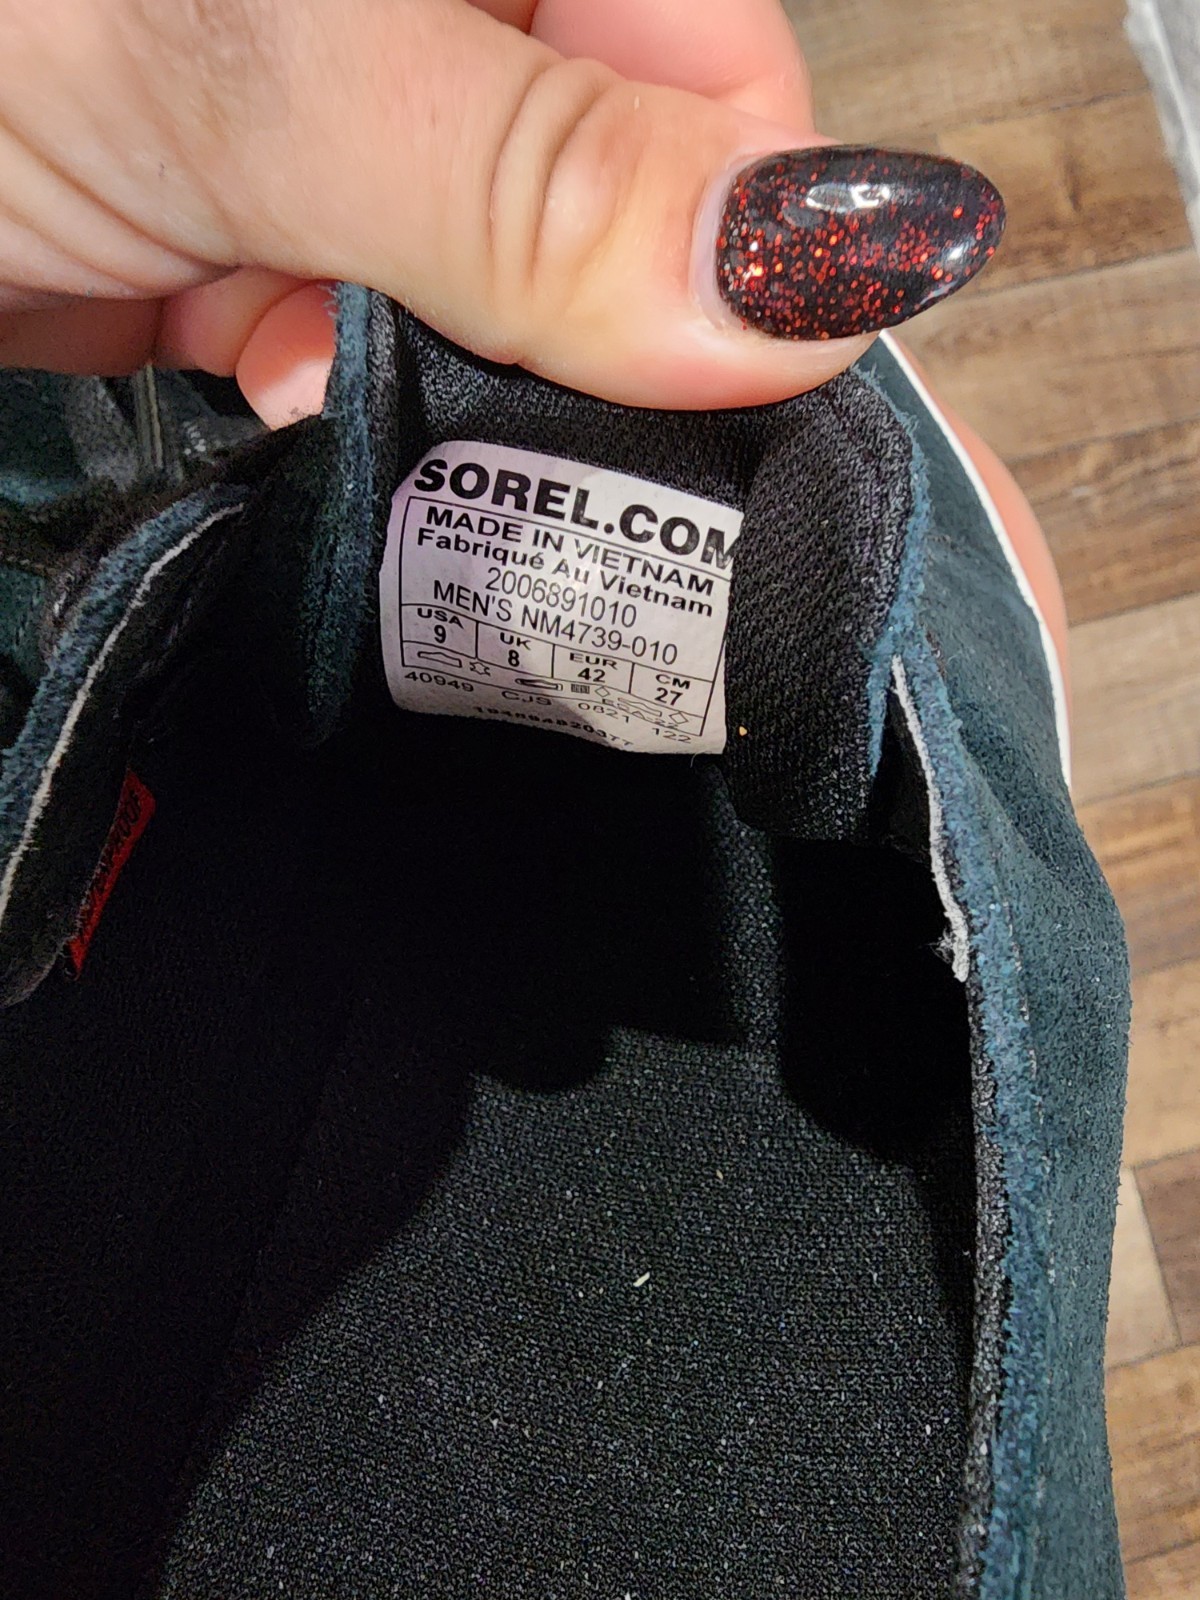 SOREL.COM
MADE IN VIETNAM
Fabriqué Au Vietnam
2006891010
MEN'S NM4739-010
USA UK EUR CM
9 8 42 27
40949 CJS 0821 122